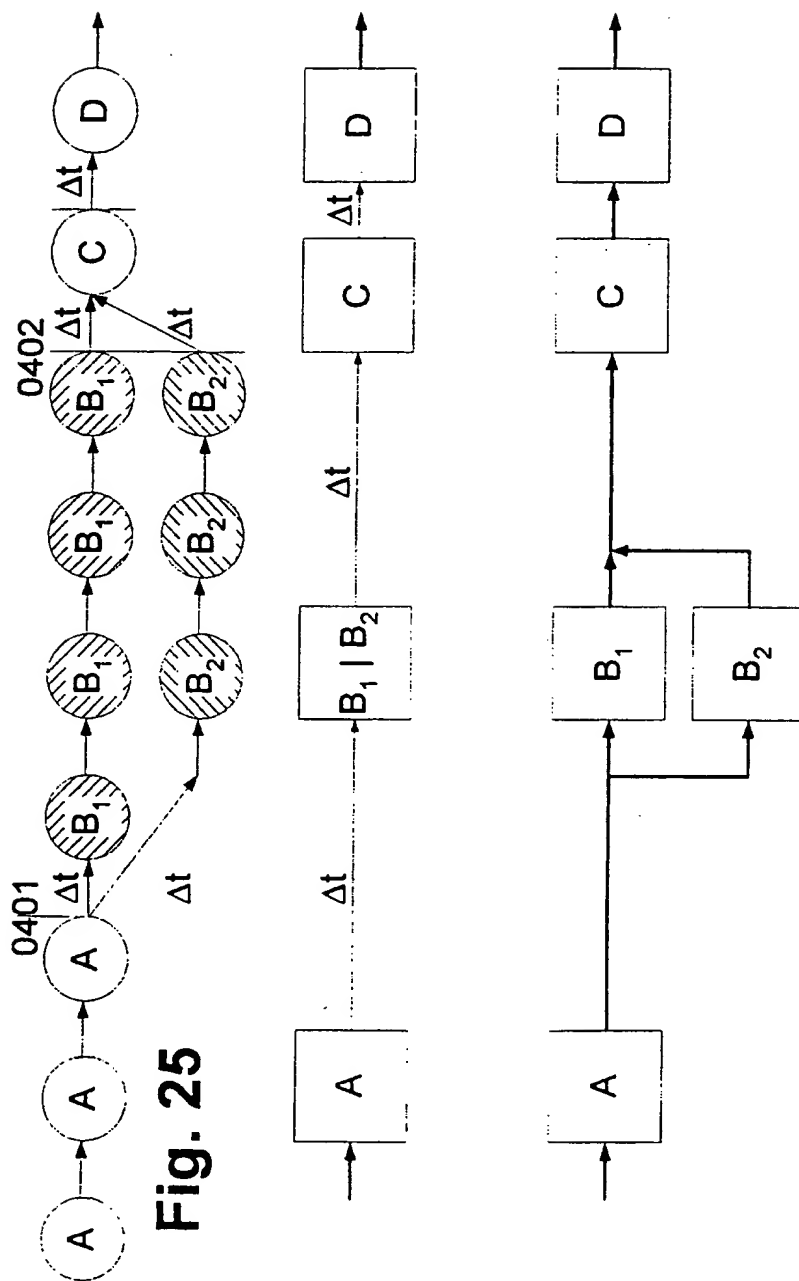 0401
0402
A
A
A
Δt
B₁
B₁
B₁
B₁
Δt
C
Δt
D
Δt
B₂
B₂
B₂
Δt
Fig. 25
A
Δt
B₁ | B₂
Δt
C
Δt
D
A
B₁
C
D
B₂